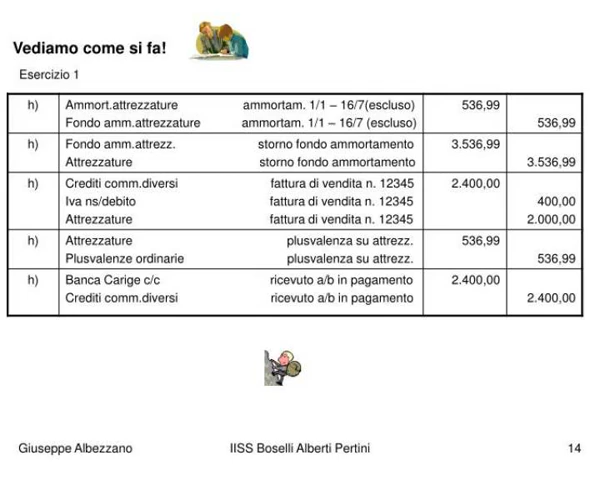 Vediamo come si fa!
Esercizio 1
h) Ammort.attrezzature ammortam. 1/1 – 16/7(escluso) 536,99
Fondo amm.attrezzature ammortam. 1/1 – 16/7 (escluso) 536,99
h) Fondo amm.attrezz. storno fondo ammortamento 3.536,99
Attrezzature storno fondo ammortamento 3.536,99
h) Crediti comm.diversi fattura di vendita n. 12345 2.400,00
Iva ns/debito fattura di vendita n. 12345 400,00
Attrezzature fattura di vendita n. 12345 2.000,00
h) Attrezzature plusvalenza su attrezz. 536,99
Plusvalenze ordinarie plusvalenza su attrezz. 536,99
h) Banca Carige c/c ricevuto a/b in pagamento 2.400,00
Crediti comm.diversi ricevuto a/b in pagamento 2.400,00
Giuseppe Albezzano IISS Boselli Alberti Pertini 14